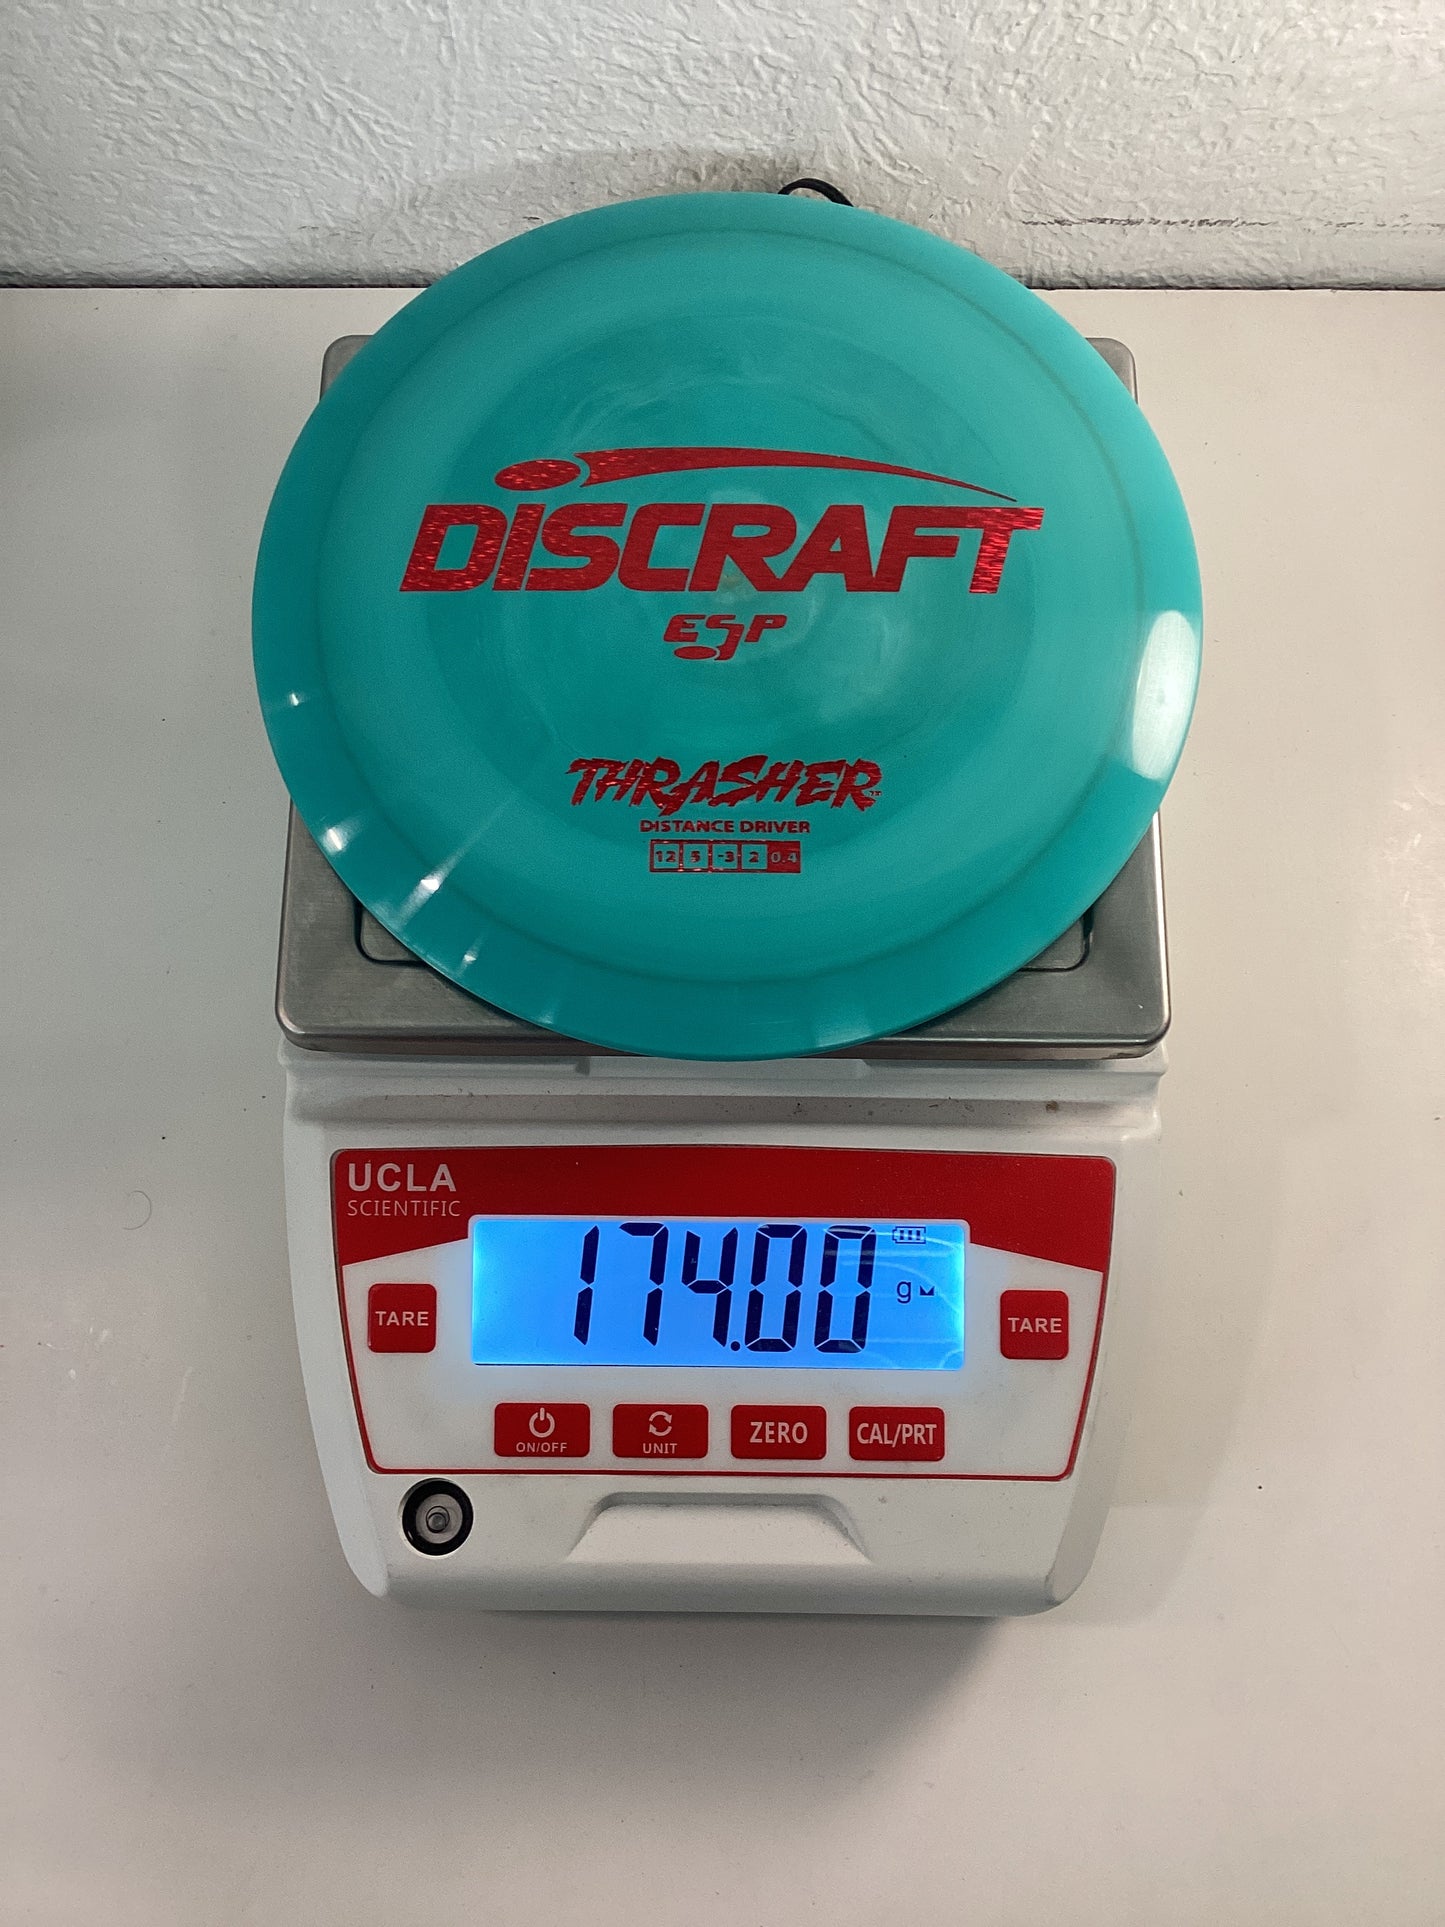 DISCRAFT
ESP
THRASHER™
DISTANCE DRIVER
12 5 -3 2 0.4
UCLA
SCIENTIFIC
174.00 g
TARE
TARE
ON/OFF UNIT ZERO CAL/PRT